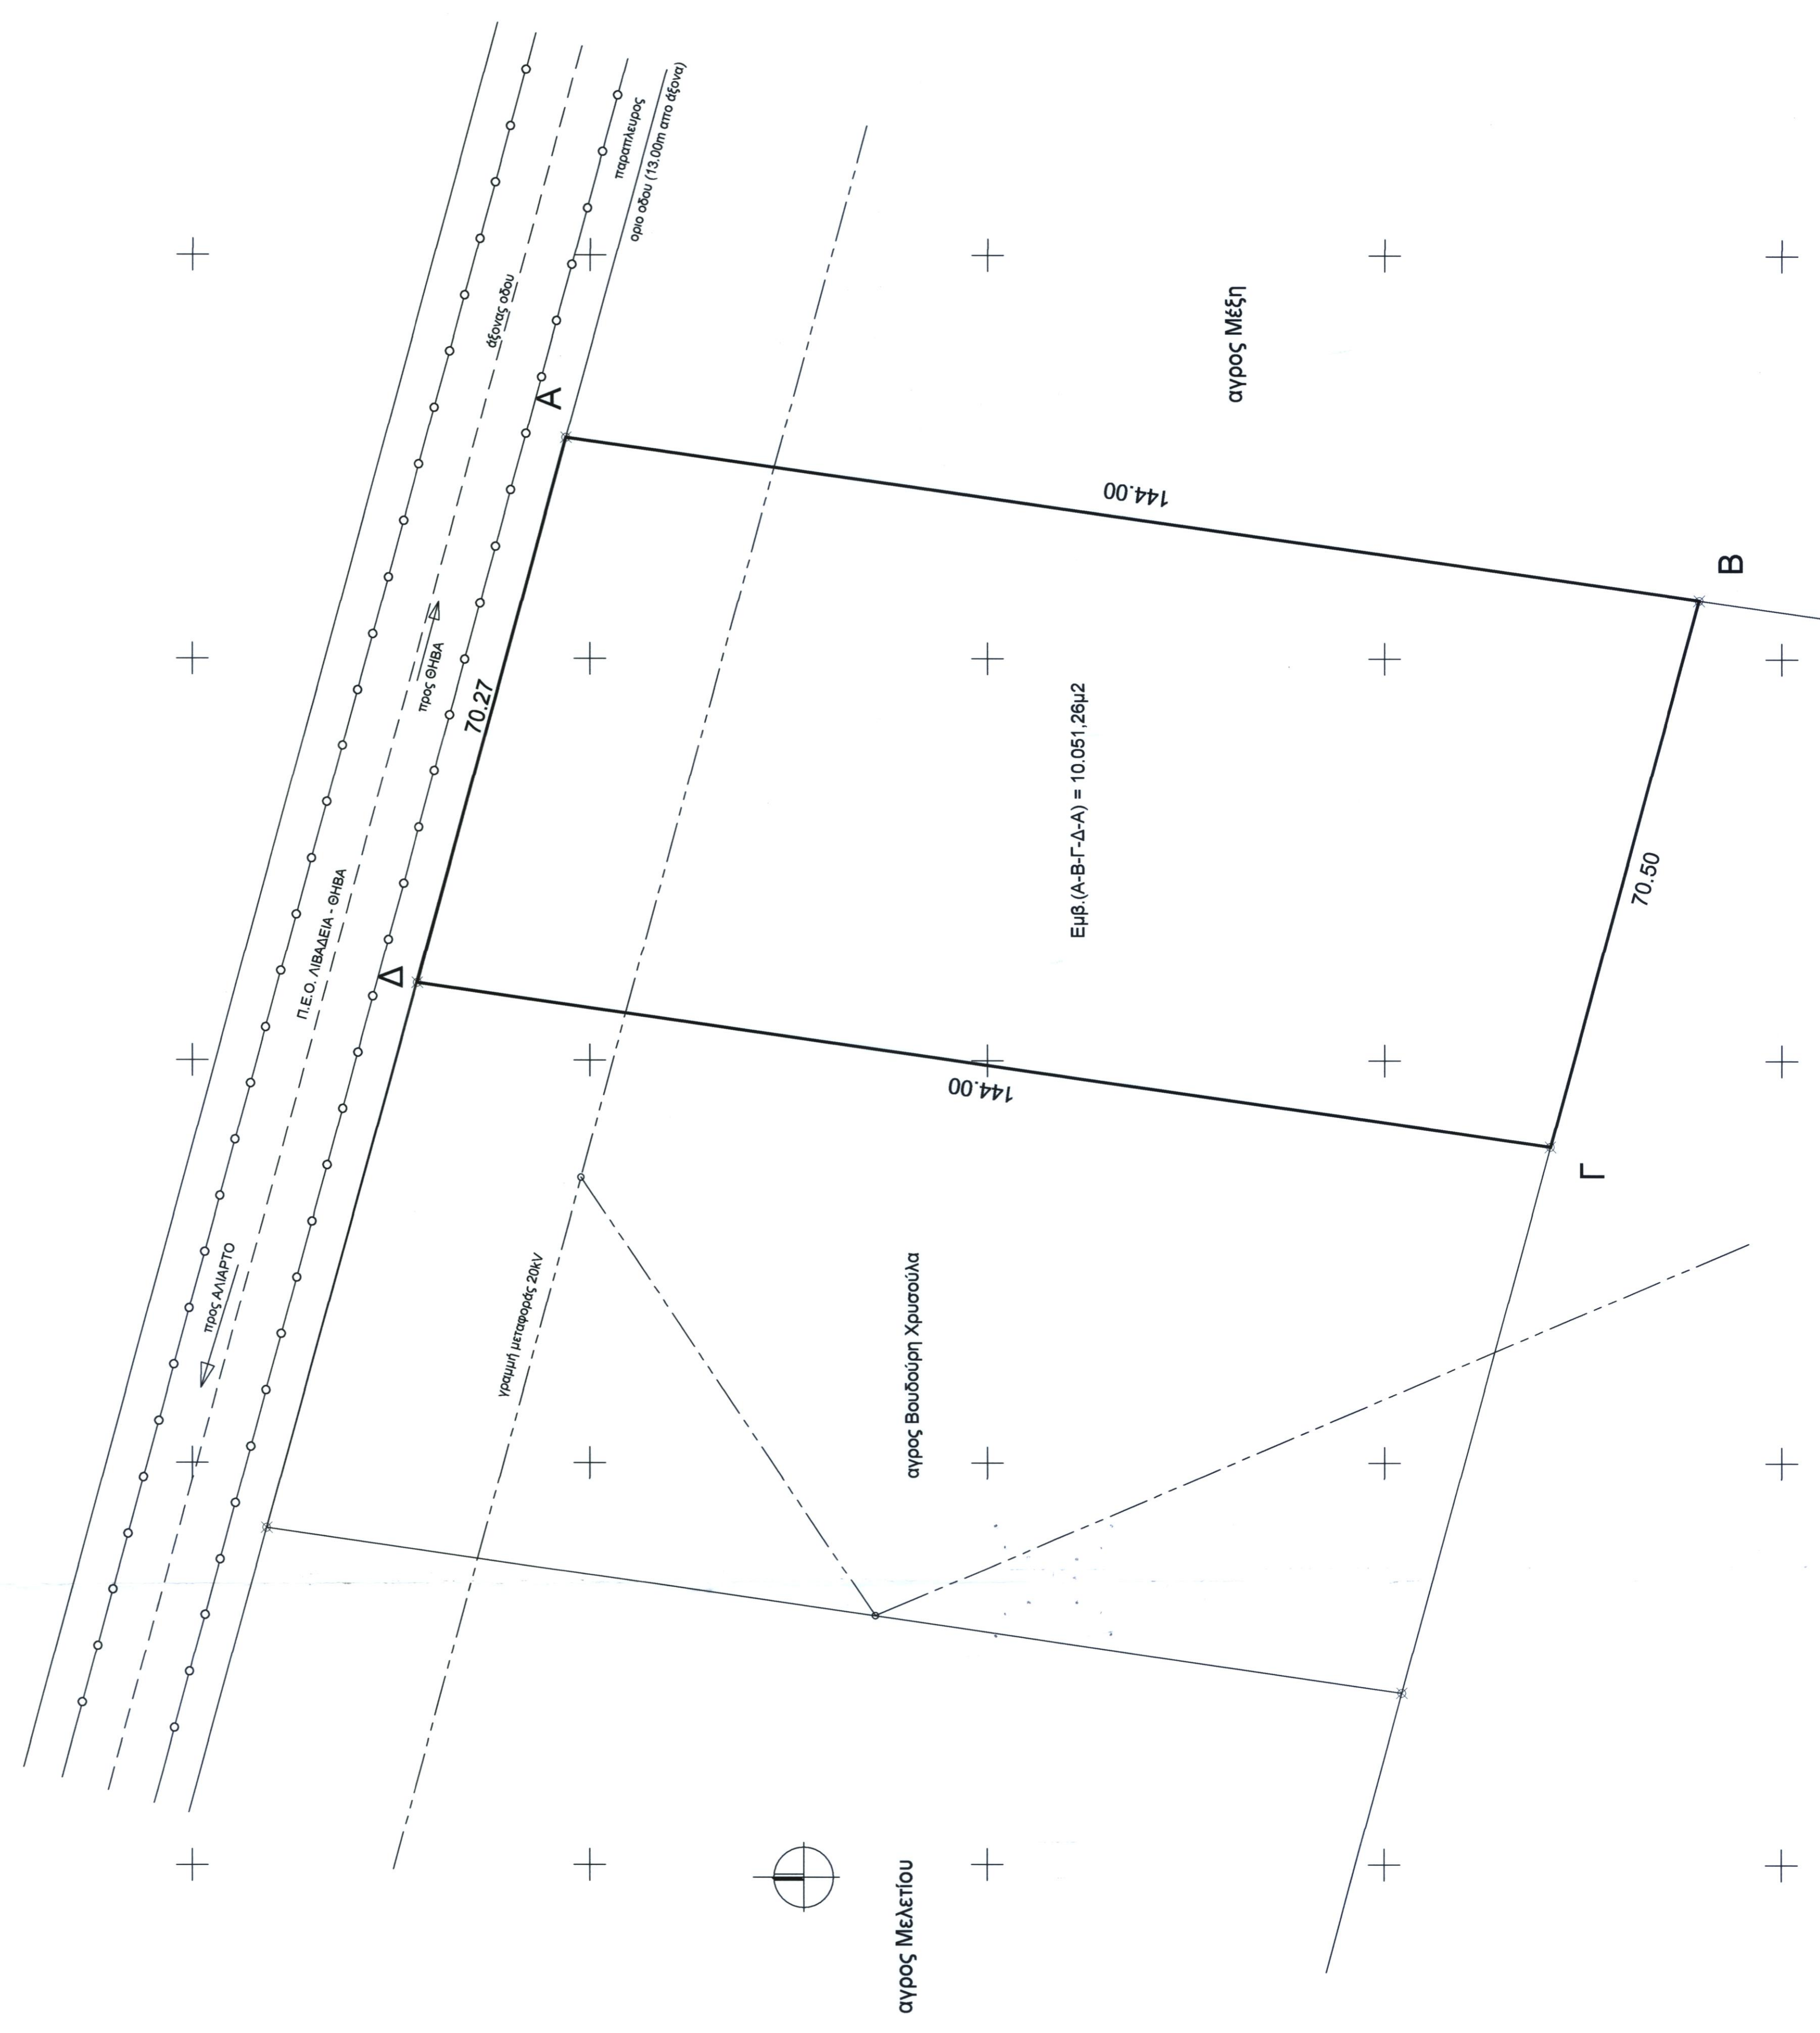 παραπλευρος
οριο οδου (13.00m απο άξονα)
άξονας οδου
A
αγρος Μέξη
144.00
B
προς ΘΗΒΑ
70.27
Εμβ.(Α-Β-Γ-Δ-Α) = 10.051,26μ2
70.50
Π.Ε.Ο. ΛΙΒΑΔΕΙΑ - ΘΗΒΑ
Δ
144.00
Γ
προς ΑΛΙΑΡΤΟ
γραμμή μεταφοράς 20kV
αγρος Βουδούρη Χρυσούλα
αγρος Μελετίου